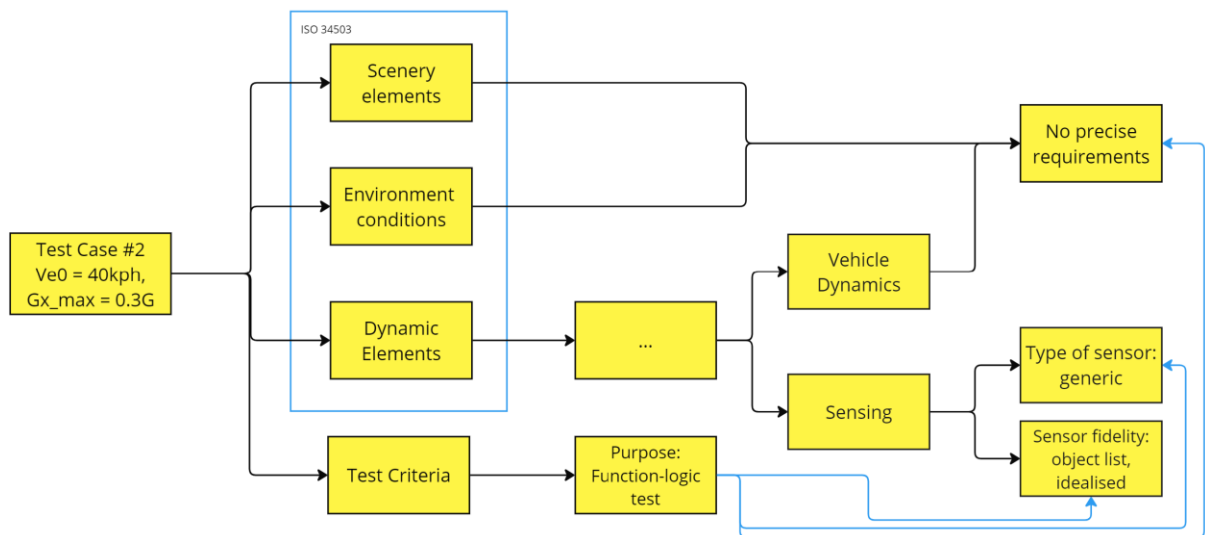 ISO 34503
Scenery
elements
No precise
requirements
Environment
conditions
Test Case #2
Ve0 = 40kph,
Gx_max = 0.3G
Vehicle
Dynamics
Dynamic
Elements
...
Type of sensor:
generic
Sensing
Sensor fidelity:
object list,
idealised
Test Criteria
Purpose:
Function-logic
test